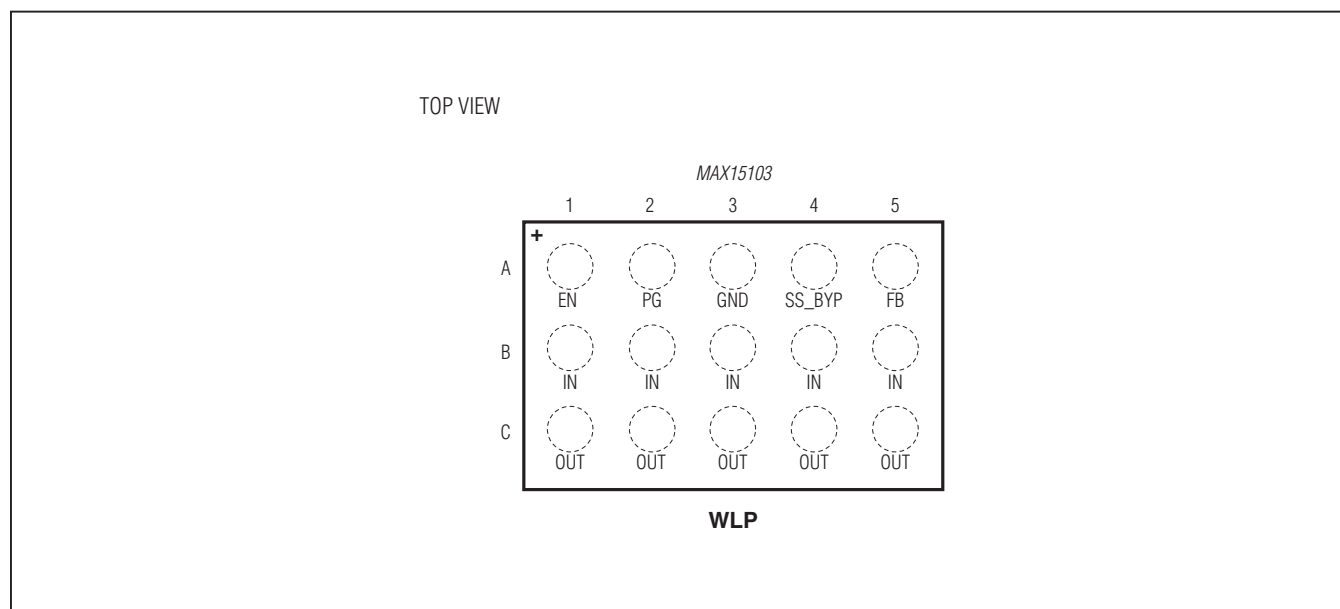 TOP VIEW
MAX15103
1 2 3 4 5
+
A
EN PG GND SS_BYP FB
B
IN IN IN IN IN
C
OUT OUT OUT OUT OUT
WLP